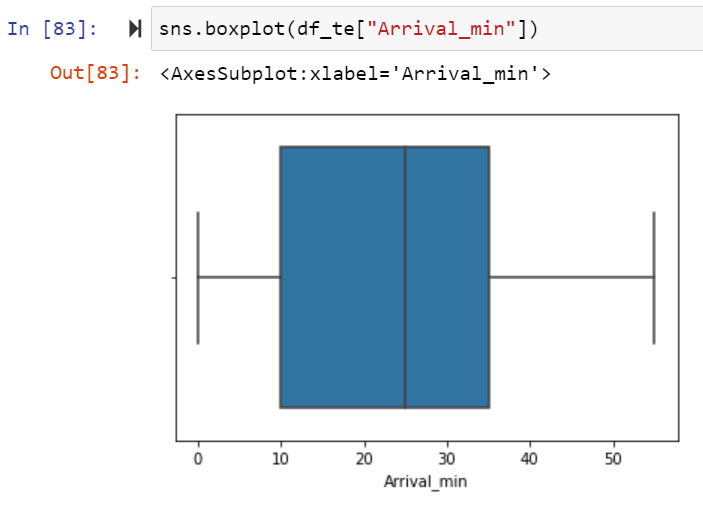 In [83]: sns.boxplot(df_te["Arrival_min"])
Out[83]: <AxesSubplot:xlabel='Arrival_min'>
0 10 20 30 40 50
Arrival_min